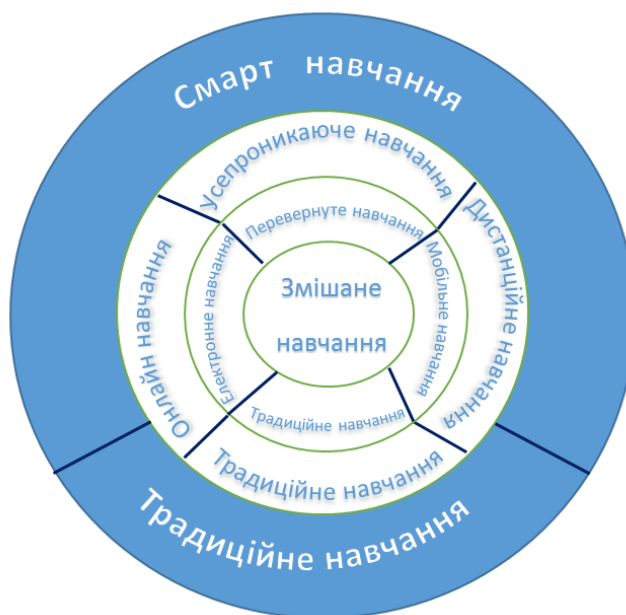 Смарт навчання
Усепроникаюче навчання
Перевернуте навчання
Онлайн навчання
Електронне навчання
Змішане
навчання
Мобільне навчання
Дистанційне навчання
Традиційне навчання
Традиційне навчання
Традиційне навчання